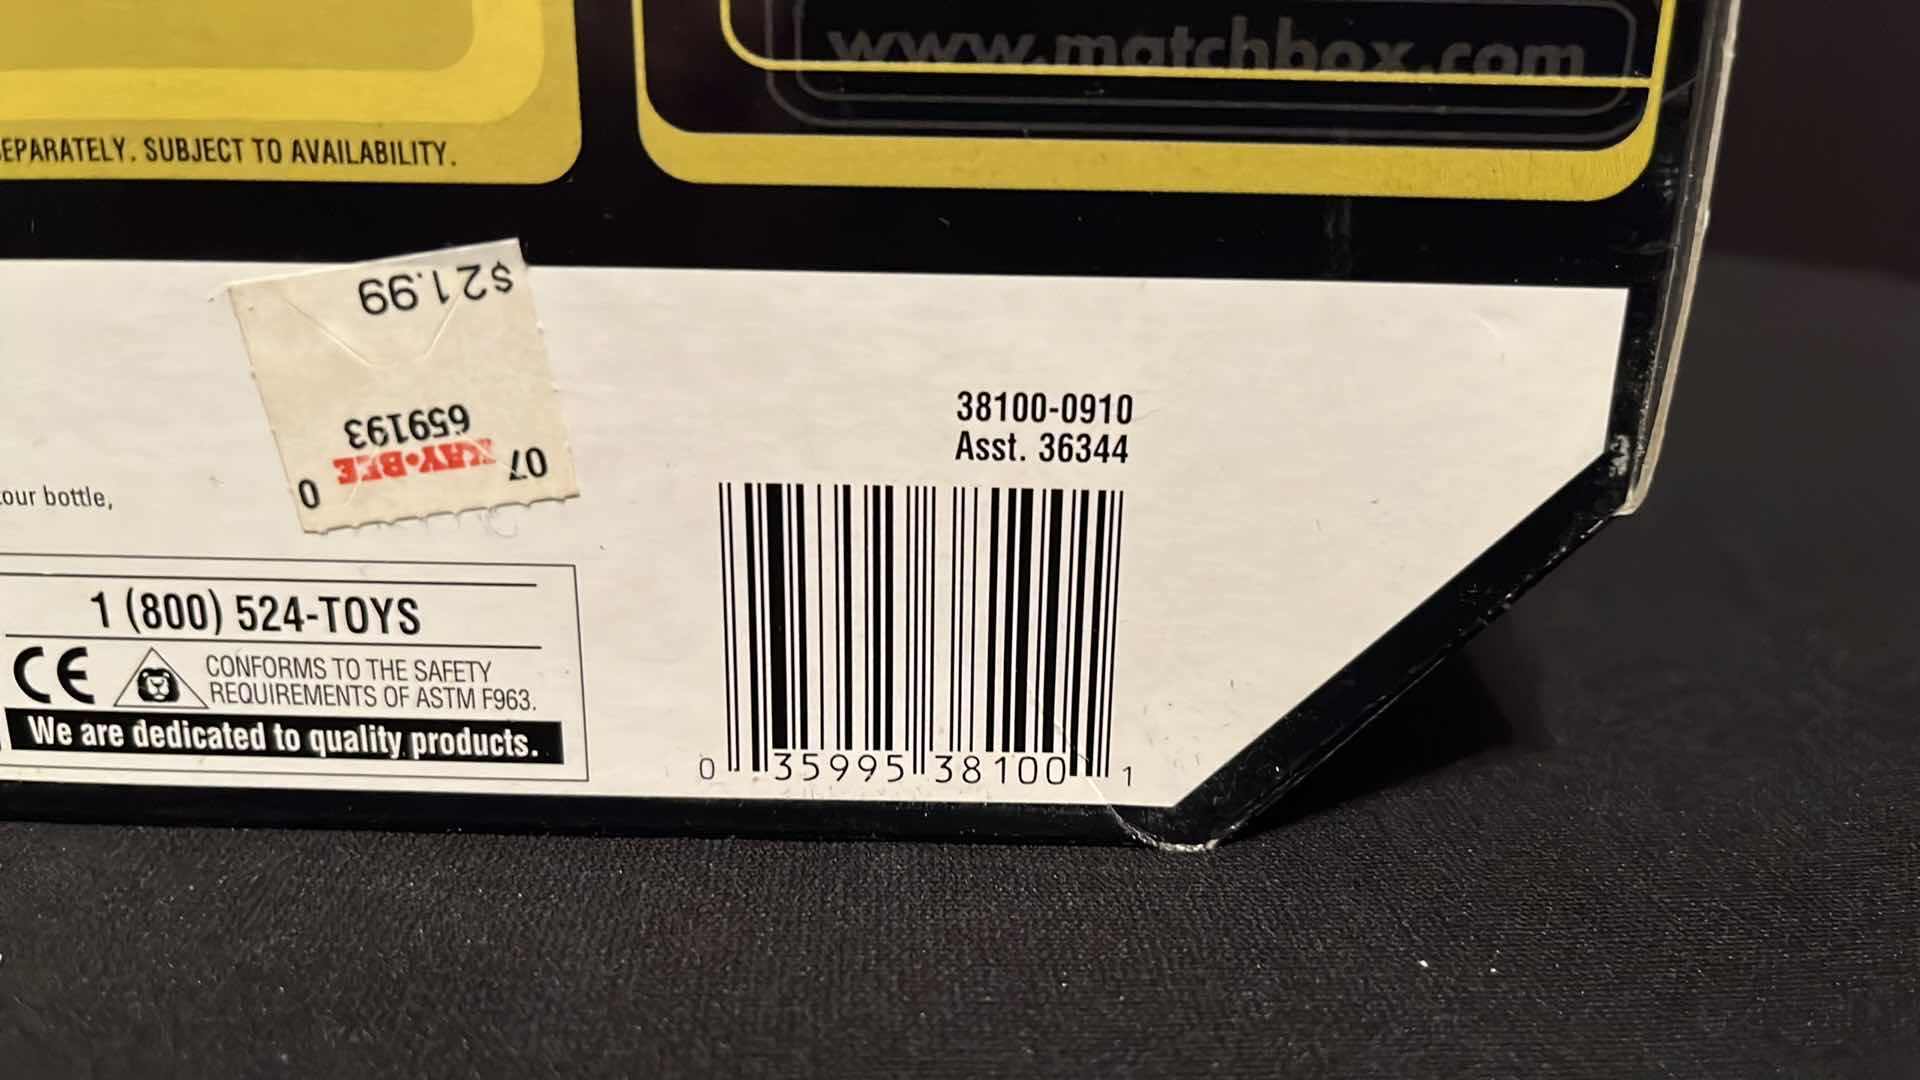 www.matchbox.com
EPARATELY. SUBJECT TO AVAILABILITY.
$21.99
659193
07 KAY·BEE 0
38100-0910
Asst. 36344
our bottle,
1 (800) 524-TOYS
CE
CONFORMS TO THE SAFETY
REQUIREMENTS OF ASTM F963.
We are dedicated to quality products.
0 35995 38100 1